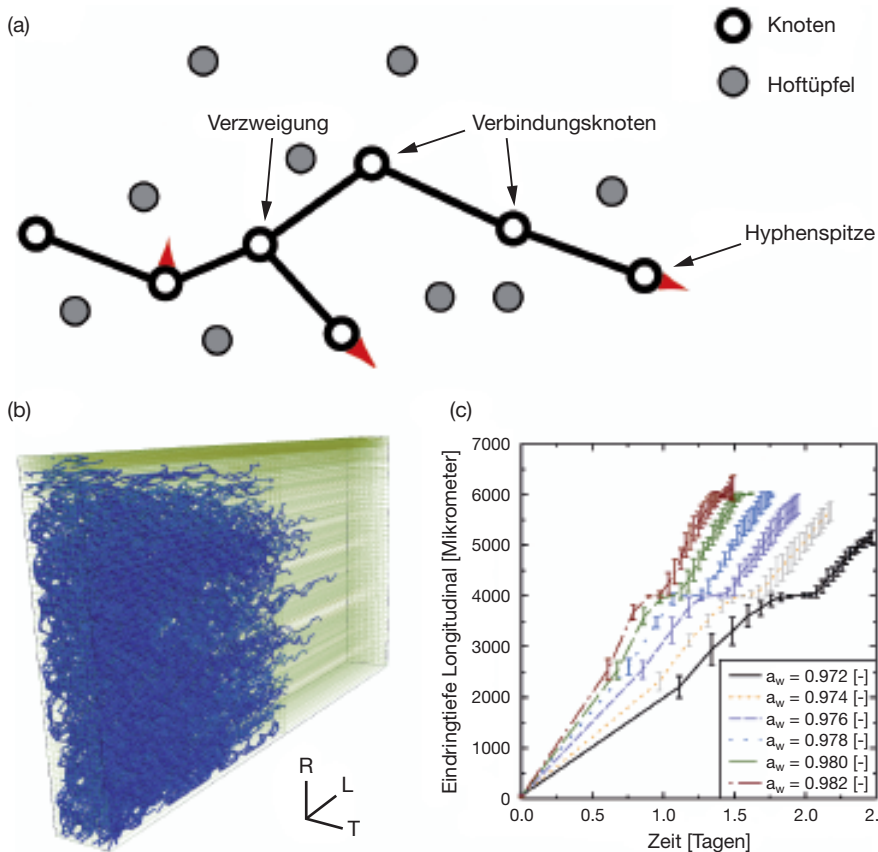 (a)
Knoten
Hoftüpfel
Verzweigung
Verbindungsknoten
Hyphenspitze
(b)
R
L
T
(c)
Eindringtiefe Longitudinal [Mikrometer]
7000
6000
5000
4000
3000
2000
1000
0
a_w = 0.972 [-]
a_w = 0.974 [-]
a_w = 0.976 [-]
a_w = 0.978 [-]
a_w = 0.980 [-]
a_w = 0.982 [-]
0.0 0.5 1.0 1.5 2.0 2.
Zeit [Tagen]